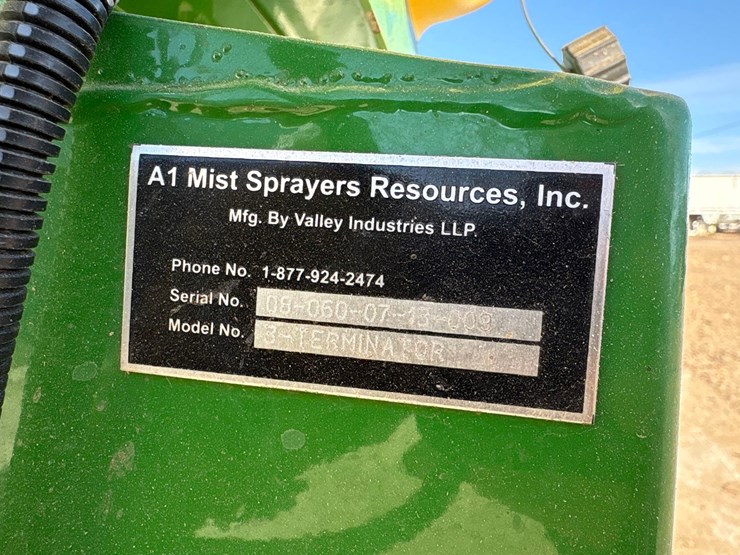 A1 Mist Sprayers Resources, Inc.
Mfg. By Valley Industries LLP.
Phone No. 1-877-924-2474
Serial No. 08-060-07-13-009
Model No. 3-TERMINATOR